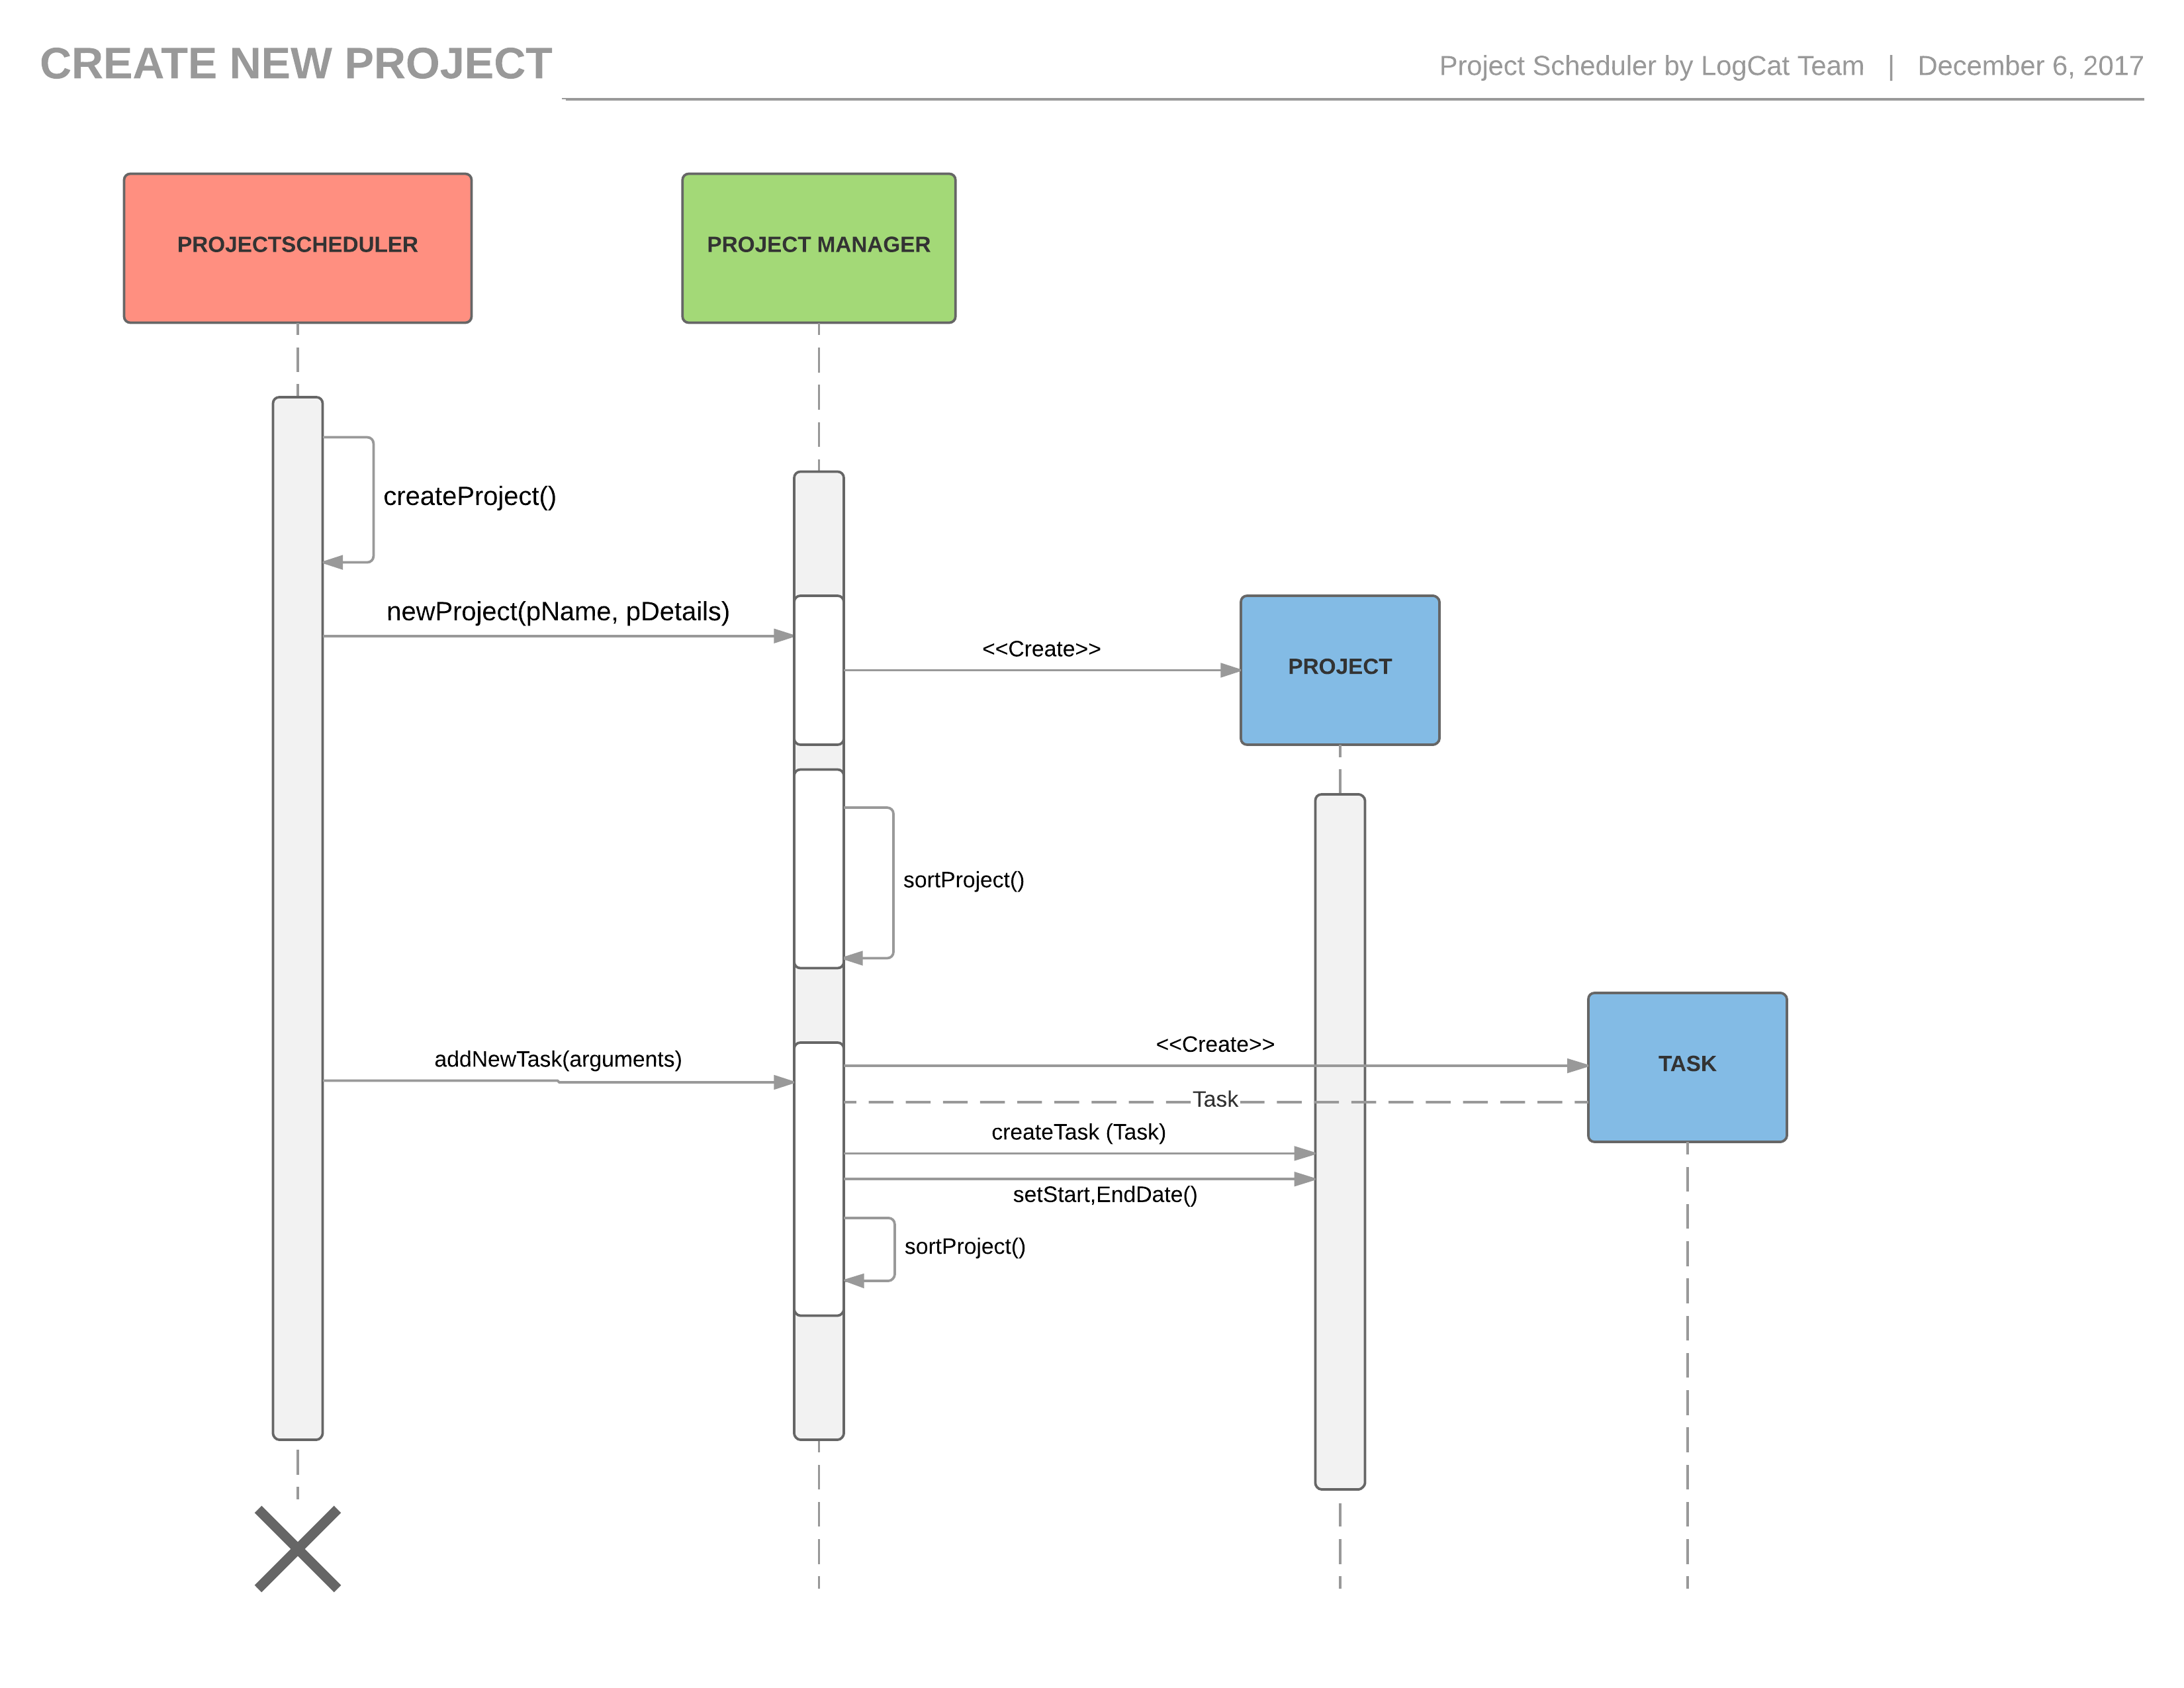 CREATE NEW PROJECT
Project Scheduler by LogCat Team | December 6, 2017
PROJECTSCHEDULER
PROJECT MANAGER
createProject()
newProject(pName, pDetails)
<<Create>>
PROJECT
sortProject()
addNewTask(arguments)
<<Create>>
TASK
Task
createTask (Task)
setStart,EndDate()
sortProject()